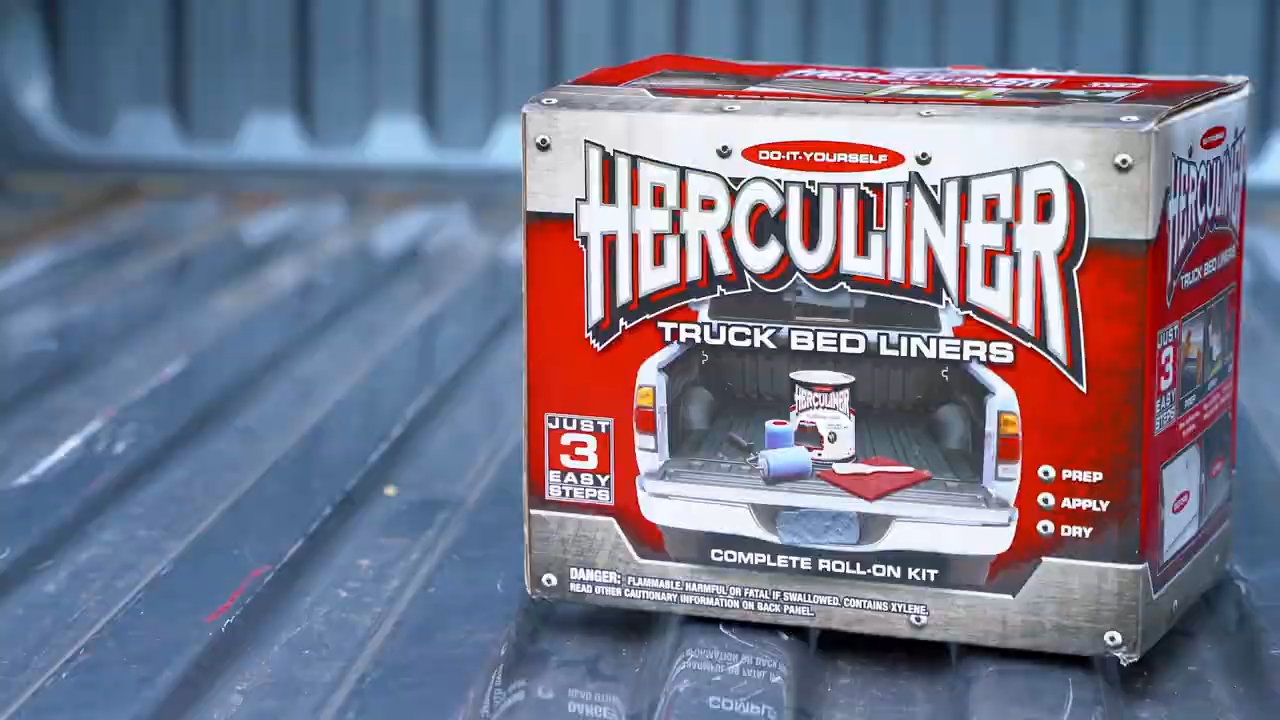 DO-IT-YOURSELF
HERCULINER
TRUCK BED LINERS
HERCULINER
JUST
3
EASY
STEPS
PREP
APPLY
DRY
COMPLETE ROLL-ON KIT
DANGER: FLAMMABLE. HARMFUL OR FATAL IF SWALLOWED. CONTAINS XYLENE.
READ OTHER CAUTIONARY INFORMATION ON BACK PANEL.
HERCULINER
TRUCK BED LINERS
JUST
3
EASY
STEPS
PREP